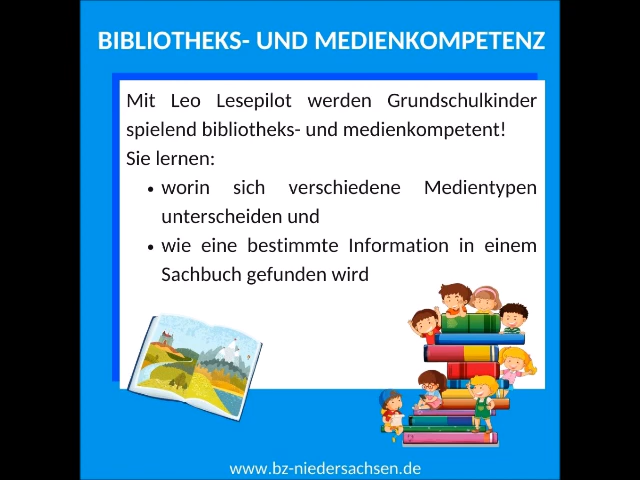 BIBLIOTHEKS- UND MEDIENKOMPETENZ
Mit Leo Lesepilot werden Grundschulkinder
spielend bibliotheks- und medienkompetent!
Sie lernen:
• worin sich verschiedene Medientypen
unterscheiden und
• wie eine bestimmte Information in einem
Sachbuch gefunden wird
www.bz-niedersachsen.de